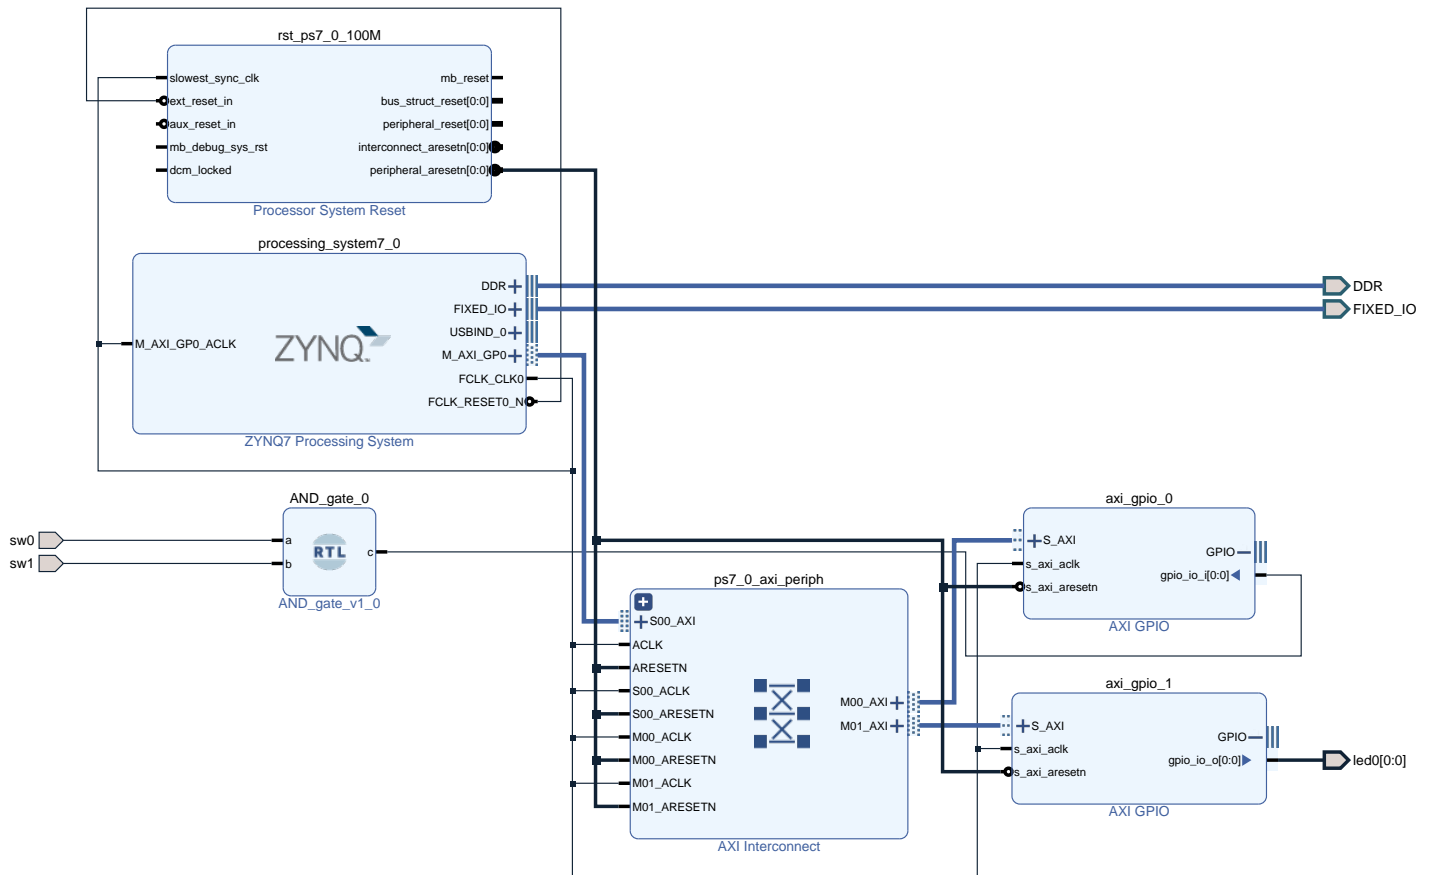 rst_ps7_0_100M
slowest_sync_clk
ext_reset_in
aux_reset_in
mb_debug_sys_rst
dcm_locked
mb_reset
bus_struct_reset[0:0]
peripheral_reset[0:0]
interconnect_aresetn[0:0]
peripheral_aresetn[0:0]
Processor System Reset
processing_system7_0
M_AXI_GP0_ACLK
ZYNQ
DDR
FIXED_IO
USBIND_0
M_AXI_GP0
FCLK_CLK0
FCLK_RESET0_N
ZYNQ7 Processing System
DDR
FIXED_IO
sw0
sw1
AND_gate_0
a
b
RTL
c
AND_gate_v1_0
ps7_0_axi_periph
S00_AXI
ACLK
ARESETN
S00_ACLK
S00_ARESETN
M00_ACLK
M00_ARESETN
M01_ACLK
M01_ARESETN
M00_AXI
M01_AXI
AXI Interconnect
axi_gpio_0
S_AXI
s_axi_aclk
s_axi_aresetn
GPIO
gpio_io_i[0:0]
AXI GPIO
axi_gpio_1
S_AXI
s_axi_aclk
s_axi_aresetn
GPIO
gpio_io_o[0:0]
AXI GPIO
led0[0:0]